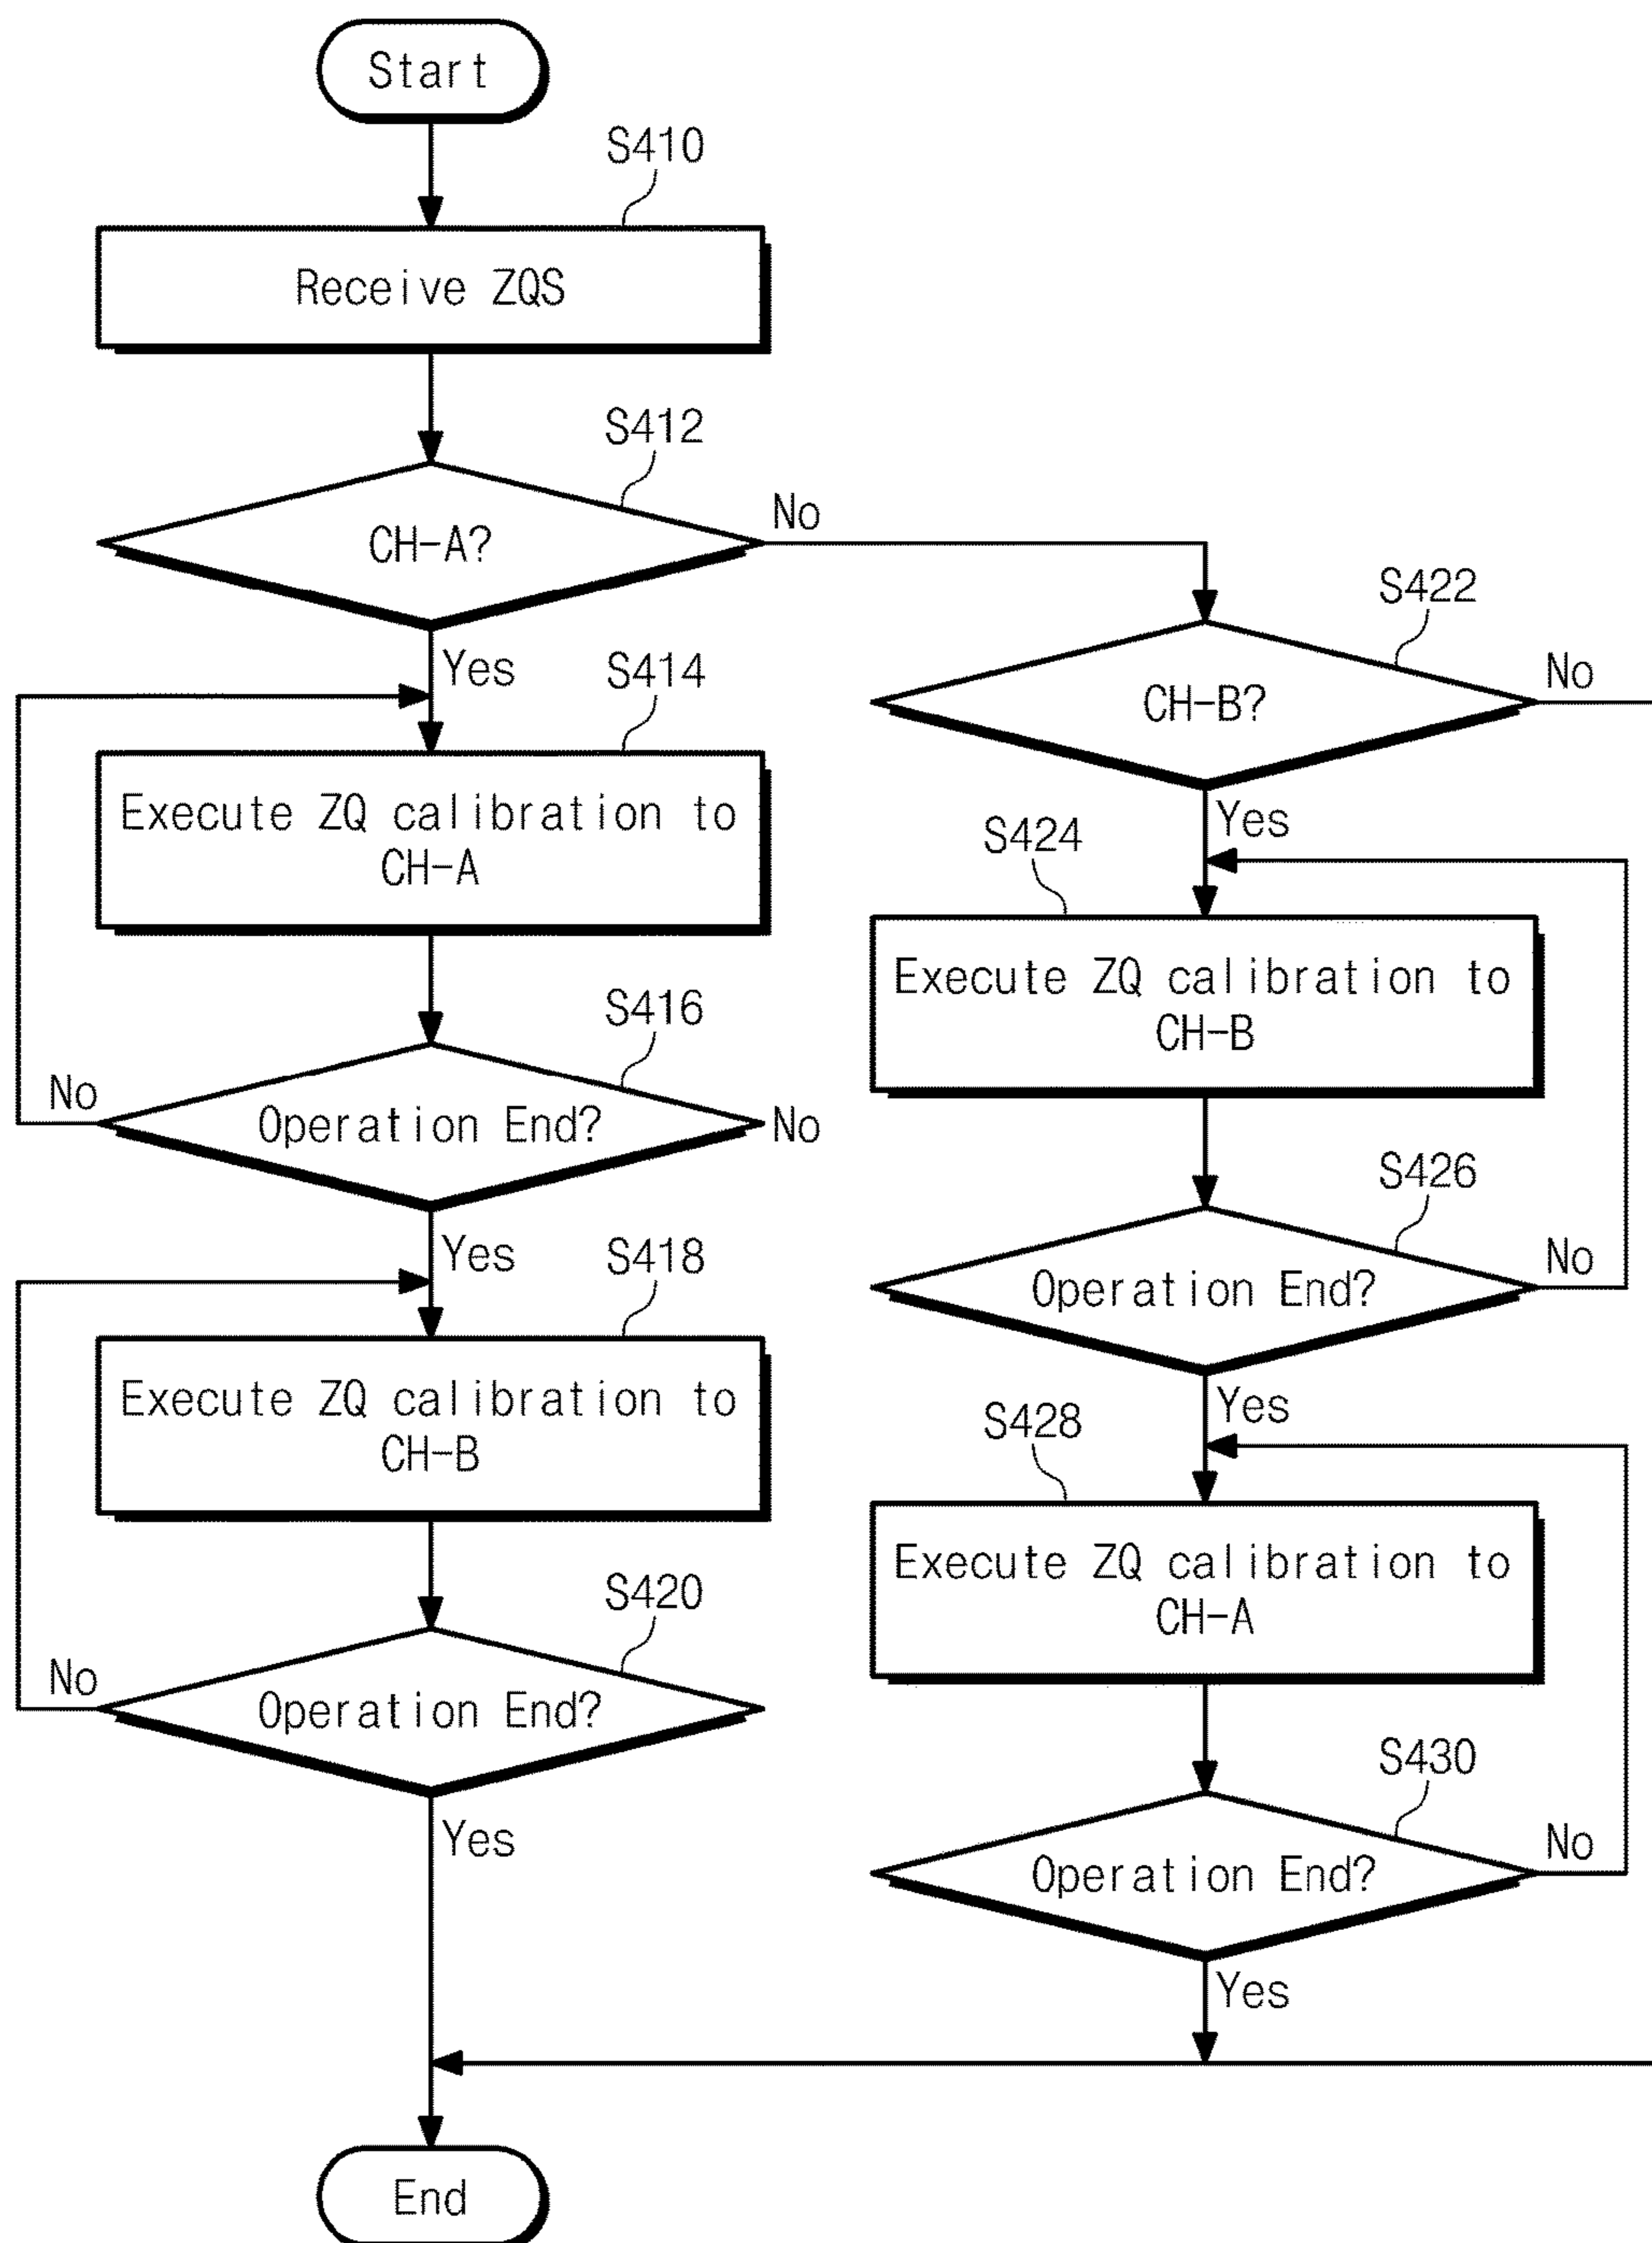 Start
S410
Receive ZQS
S412
CH-A?
No
Yes
S414
Execute ZQ calibration to
CH-A
S416
Operation End?
No
No
Yes
S418
Execute ZQ calibration to
CH-B
S420
Operation End?
No
Yes
S422
CH-B?
No
Yes
S424
Execute ZQ calibration to
CH-B
S426
Operation End?
No
Yes
S428
Execute ZQ calibration to
CH-A
S430
Operation End?
No
Yes
End